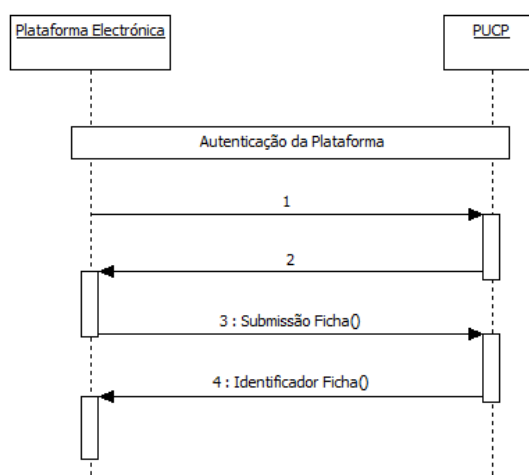 Plataforma Electrónica
PUCP
Autenticação da Plataforma
1
2
3 : Submissão Ficha()
4 : Identificador Ficha()